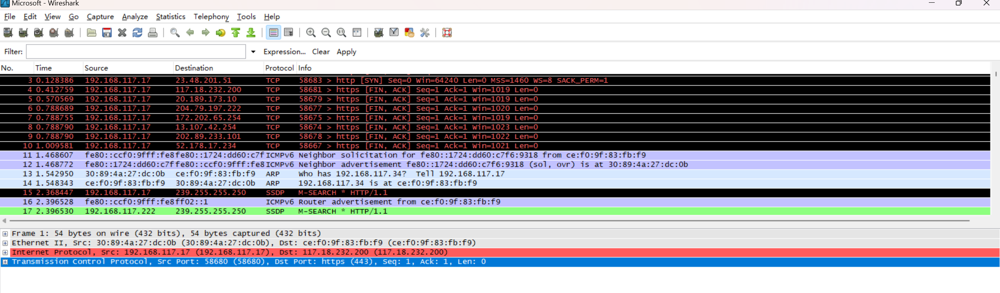 Microsoft - Wireshark
File Edit View Go Capture Analyze Statistics Telephony Tools Help
Filter: Expression... Clear Apply
No. Time Source Destination Protocol Info
3 0.128386 192.168.117.17 23.48.201.51 TCP 58683 > http [SYN] Seq=0 Win=64240 Len=0 MSS=1460 WS=8 SACK_PERM=1
4 0.412759 192.168.117.17 117.18.232.200 TCP 58681 > https [FIN, ACK] Seq=1 Ack=1 Win=1019 Len=0
5 0.570569 192.168.117.17 20.189.173.10 TCP 58679 > https [FIN, ACK] Seq=1 Ack=1 Win=1019 Len=0
6 0.788689 192.168.117.17 204.79.197.222 TCP 58677 > https [FIN, ACK] Seq=1 Ack=1 Win=1020 Len=0
7 0.788755 192.168.117.17 172.202.65.254 TCP 58675 > https [FIN, ACK] Seq=1 Ack=1 Win=1019 Len=0
8 0.788790 192.168.117.17 13.107.42.254 TCP 58674 > https [FIN, ACK] Seq=1 Ack=1 Win=1023 Len=0
9 0.788790 192.168.117.17 202.89.233.101 TCP 58678 > https [FIN, ACK] Seq=1 Ack=1 Win=1022 Len=0
10 1.009581 192.168.117.17 52.178.17.234 TCP 58667 > https [FIN, ACK] Seq=1 Ack=1 Win=1021 Len=0
11 1.468607 fe80::ccf0:9fff:fe8 fe80::1724:dd60:c7f ICMPv6 Neighbor solicitation for fe80::1724:dd60:c7f6:9318 from ce:f0:9f:83:fb:f9
12 1.468772 fe80::1724:dd60:c7f fe80::ccf0:9fff:fe8 ICMPv6 Neighbor advertisement fe80::1724:dd60:c7f6:9318 (sol, ovr) is at 30:89:4a:27:dc:0b
13 1.542950 30:89:4a:27:dc:0b ce:f0:9f:83:fb:f9 ARP Who has 192.168.117.34? Tell 192.168.117.17
14 1.548343 ce:f0:9f:83:fb:f9 30:89:4a:27:dc:0b ARP 192.168.117.34 is at ce:f0:9f:83:fb:f9
15 2.368447 192.168.117.17 239.255.255.250 SSDP M-SEARCH * HTTP/1.1
16 2.396528 fe80::ccf0:9fff:fe8 ff02::1 ICMPv6 Router advertisement from ce:f0:9f:83:fb:f9
17 2.396530 192.168.117.222 239.255.255.250 SSDP M-SEARCH * HTTP/1.1
Frame 1: 54 bytes on wire (432 bits), 54 bytes captured (432 bits)
Ethernet II, Src: 30:89:4a:27:dc:0b (30:89:4a:27:dc:0b), Dst: ce:f0:9f:83:fb:f9 (ce:f0:9f:83:fb:f9)
Internet Protocol, Src: 192.168.117.17 (192.168.117.17), Dst: 117.18.232.200 (117.18.232.200)
Transmission Control Protocol, Src Port: 58680 (58680), Dst Port: https (443), Seq: 1, Ack: 1, Len: 0